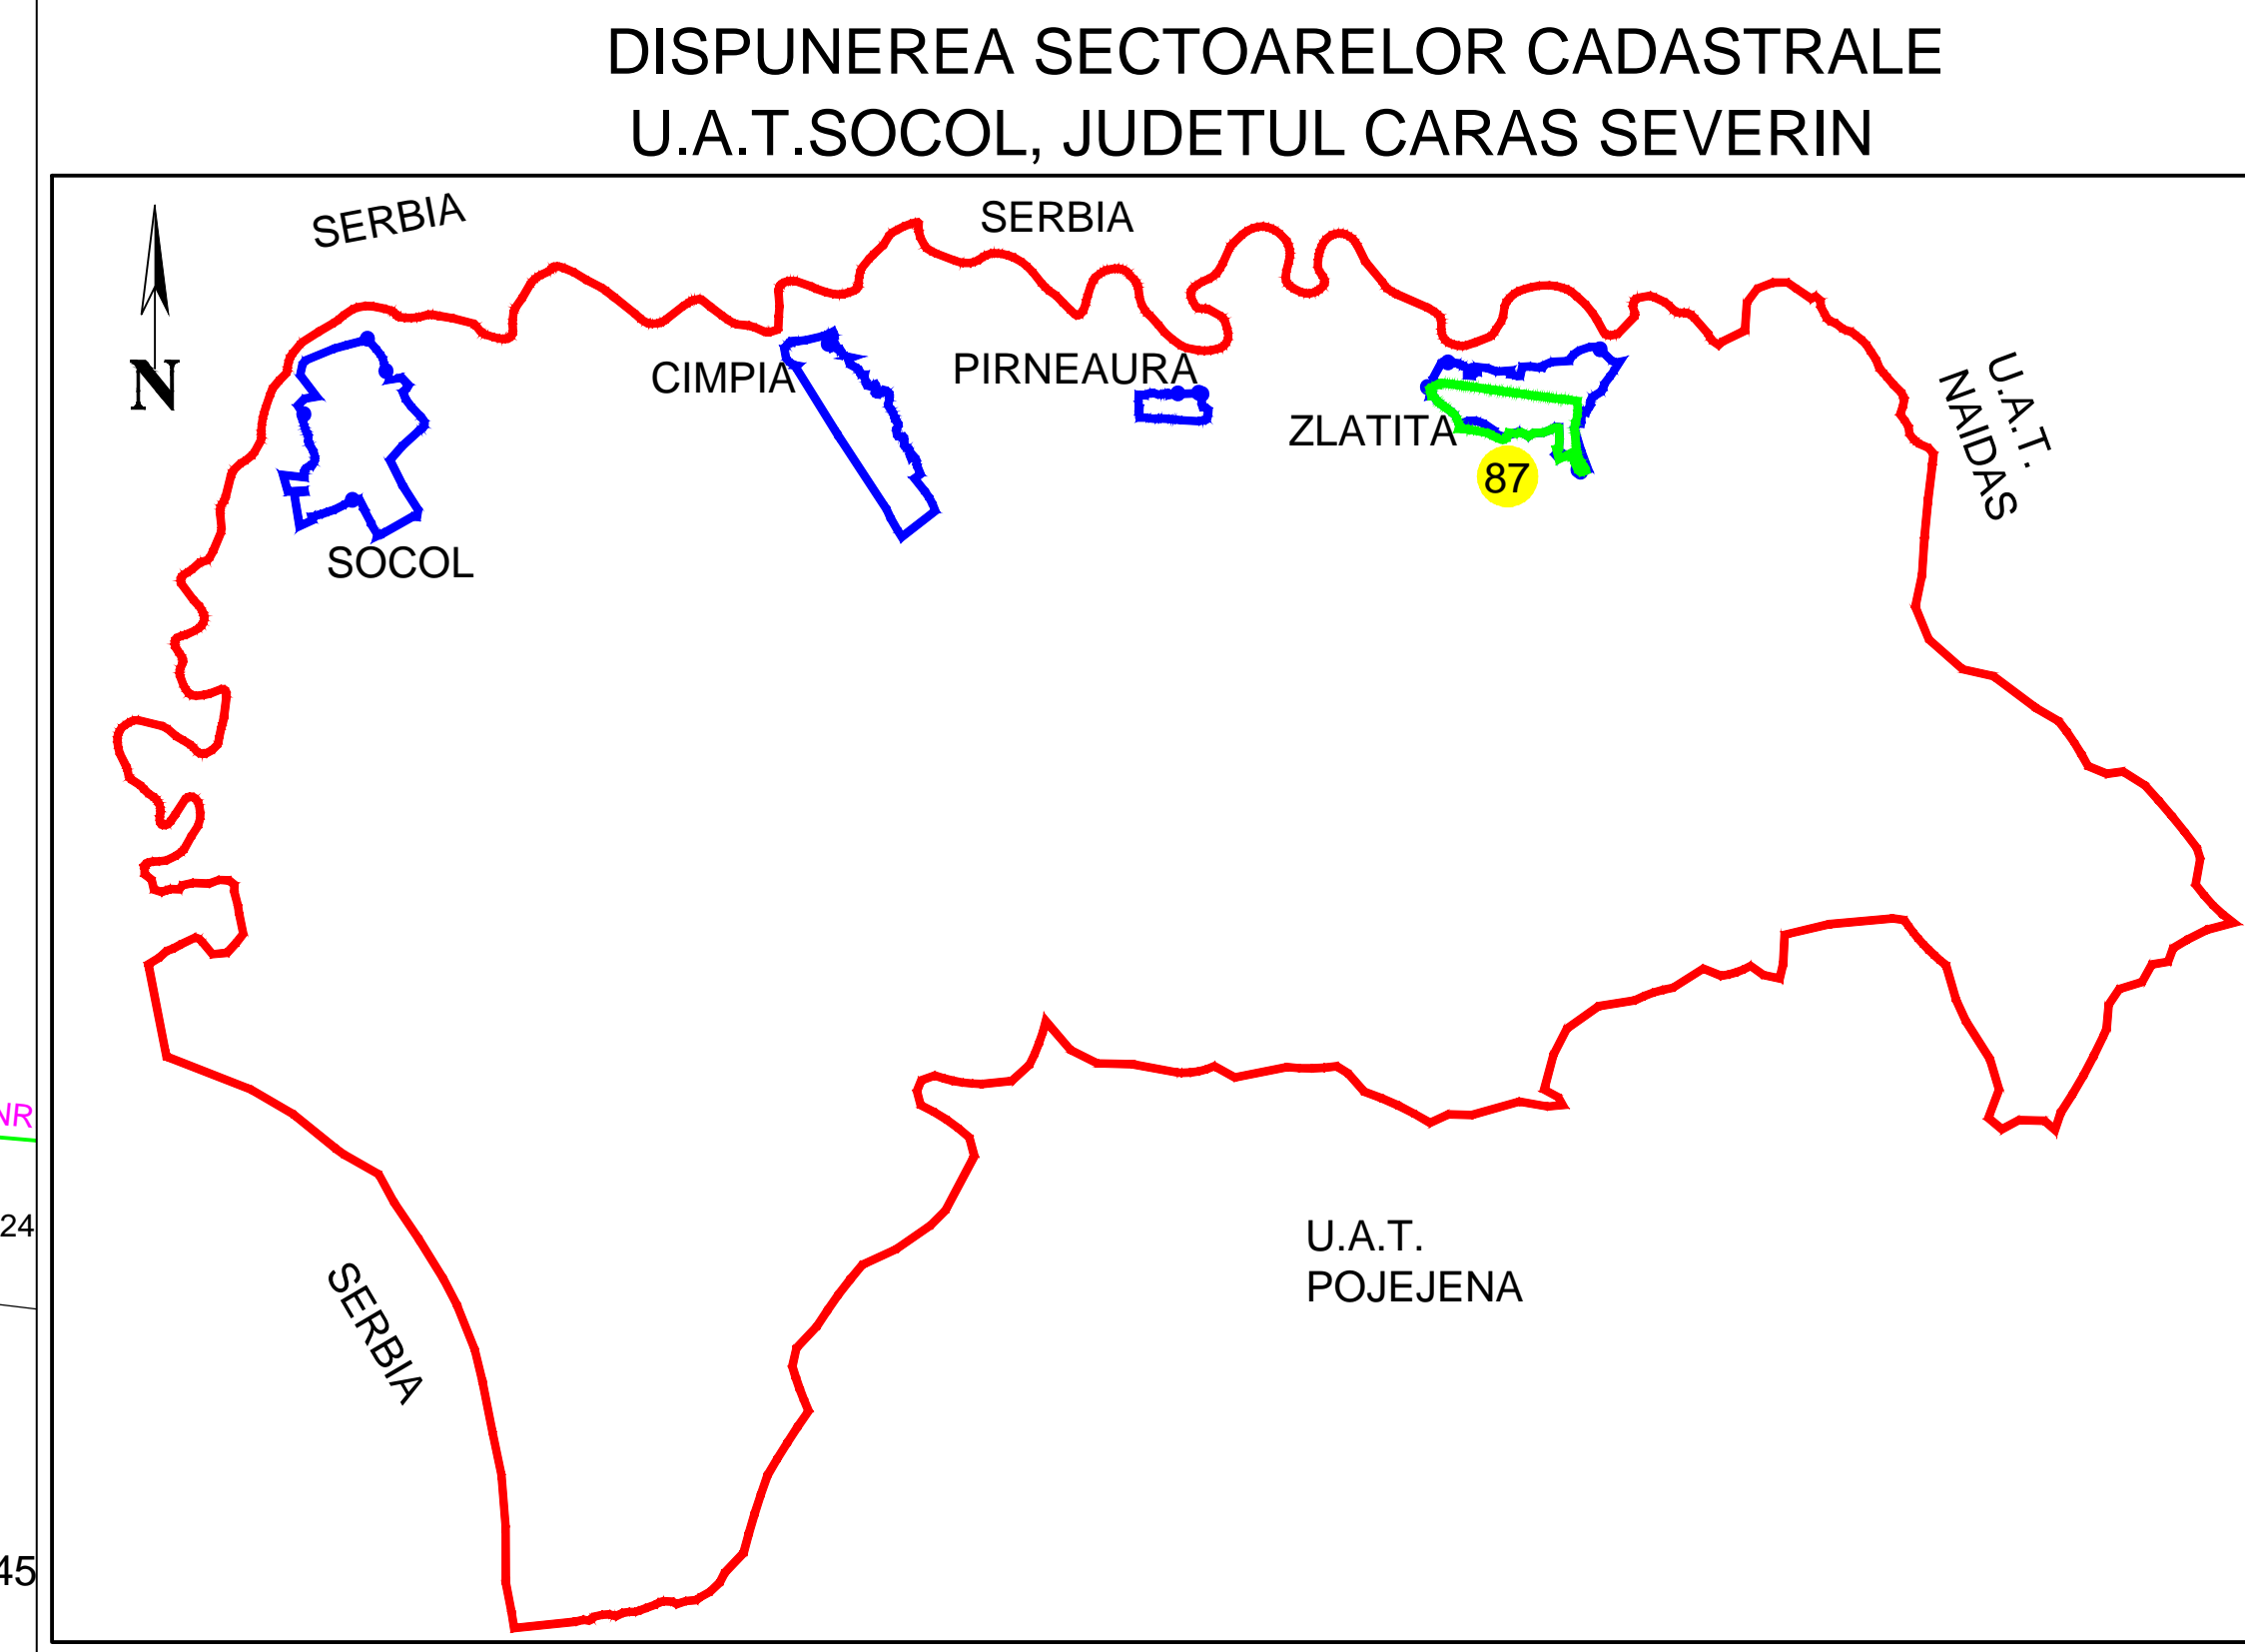 DISPUNEREA SECTOARELOR CADASTRALE
U.A.T.SOCOL, JUDETUL CARAS SEVERIN
SERBIA
SERBIA
N
CIMPIA
PIRNEAURA
ZLATITA
87
U.A.T.
NAIDAS
SOCOL
NR
24
U.A.T.
POJEJENA
SERBIA
45